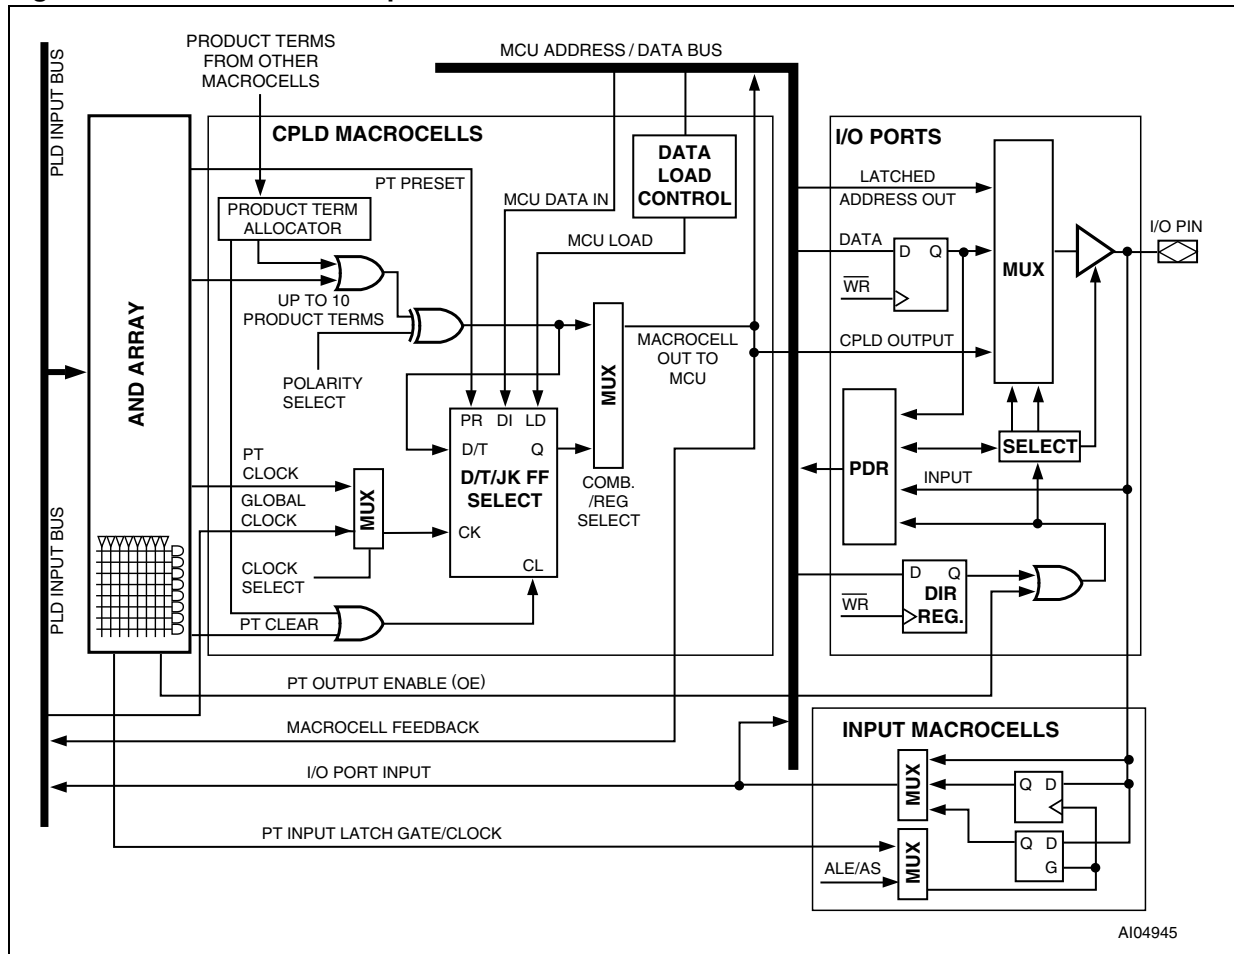 PRODUCT TERMS
FROM OTHER
MACROCELLS
MCU ADDRESS / DATA BUS
PLD INPUT BUS
CPLD MACROCELLS
I/O PORTS
DATA
LOAD
CONTROL
PT PRESET
MCU DATA IN
LATCHED
ADDRESS OUT
PRODUCT TERM
ALLOCATOR
I/O PIN
MCU LOAD
DATA
D Q
MUX
WR
UP TO 10
PRODUCT TERMS
AND ARRAY
MACROCELL
OUT TO
MCU
CPLD OUTPUT
MUX
POLARITY
SELECT
PR DI LD
D/T Q
SELECT
PT
CLOCK
D/T/JK FF
SELECT
PDR
INPUT
COMB.
/REG
SELECT
GLOBAL
CLOCK
MUX
CK
PLD INPUT BUS
CLOCK
SELECT
CL
D Q
DIR
REG.
WR
PT CLEAR
PT OUTPUT ENABLE (OE)
MACROCELL FEEDBACK
INPUT MACROCELLS
I/O PORT INPUT
MUX
Q D
PT INPUT LATCH GATE/CLOCK
Q D
G
MUX
ALE/AS
AI04945